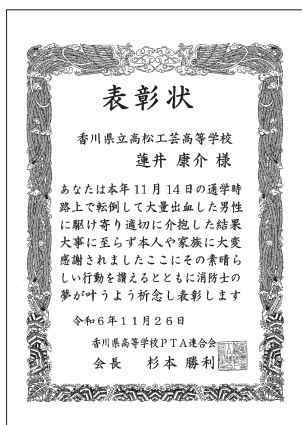 表彰状
香川県立高松工芸高等学校
蓮井 康介 様
あなたは本年11月14日の通学時
路上で転倒して大量出血した男性
に駆け寄り適切に介抱した結果
大事に至らず本人や家族に大変
感謝されましたここにその素晴ら
しい行動を讃えるとともに消防士の
夢が叶うよう祈念し表彰します
令和6年11月26日
香川県高等学校PTA連合会
会長 杉本 勝利